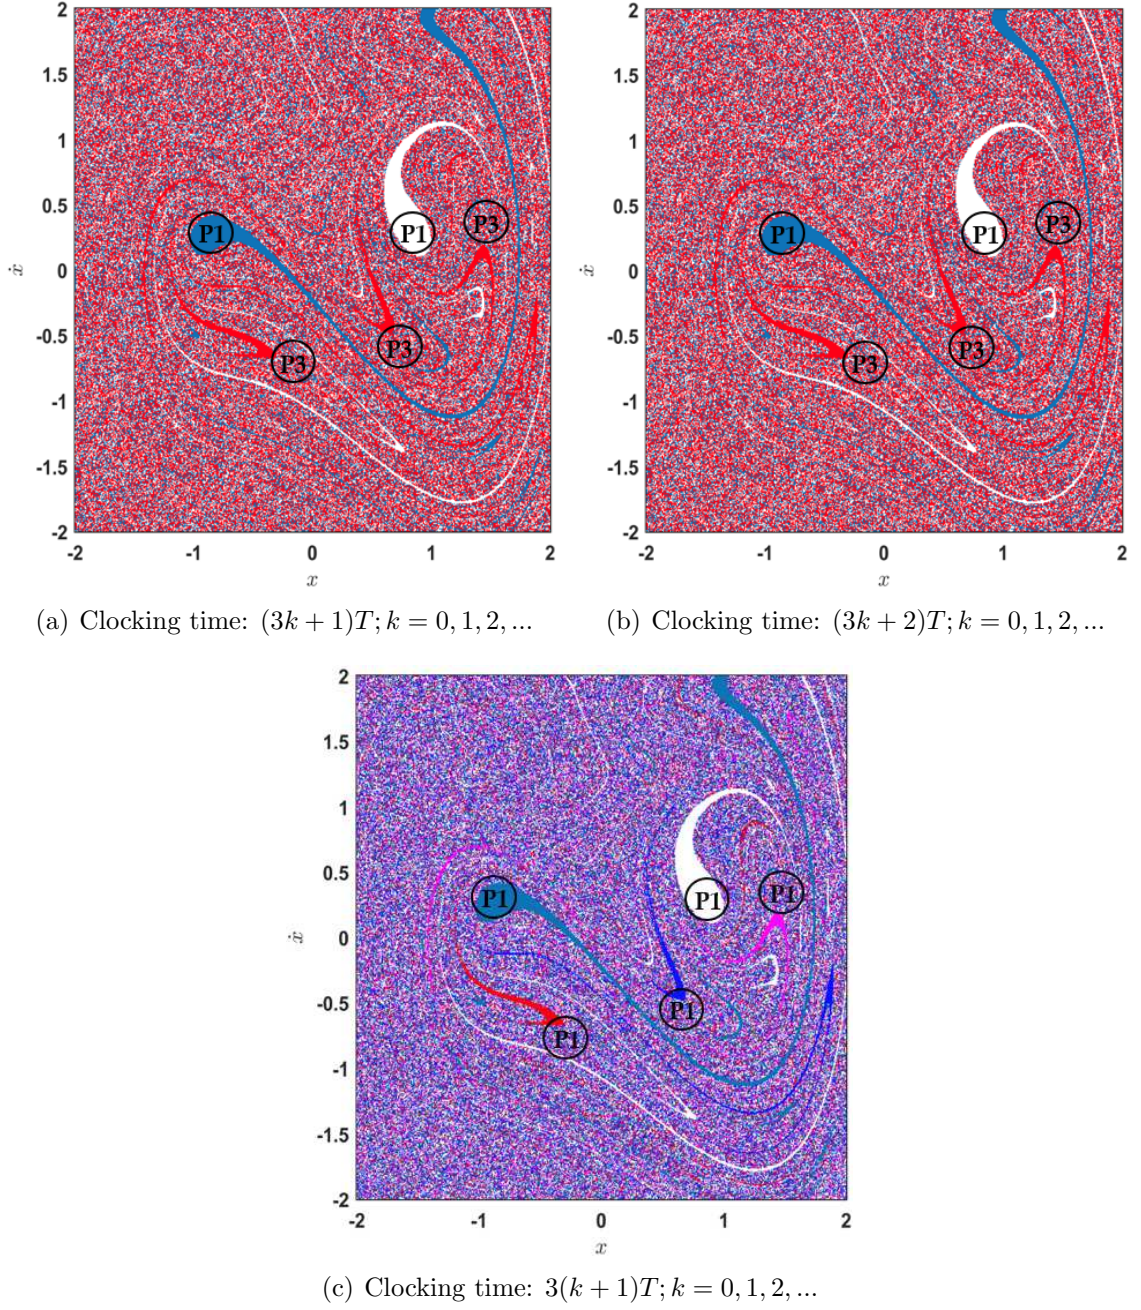 2 2
1.5 1.5
1 1
0.5 P1 P1 P3 0.5 P1 P1 P3
ẋ 0 ẋ 0
-0.5 P3 P3 -0.5 P3 P3
-1 -1
-1.5 -1.5
-2 -2
-2 -1 0 1 2 -2 -1 0 1 2
x x
(a) Clocking time: (3k + 1)T; k = 0, 1, 2, ... (b) Clocking time: (3k + 2)T; k = 0, 1, 2, ...
2
1.5
1
0.5 P1 P1 P1
ẋ 0
-0.5 P1 P1
-1
-1.5
-2
-2 -1 0 1 2
x
(c) Clocking time: 3(k + 1)T; k = 0, 1, 2, ...